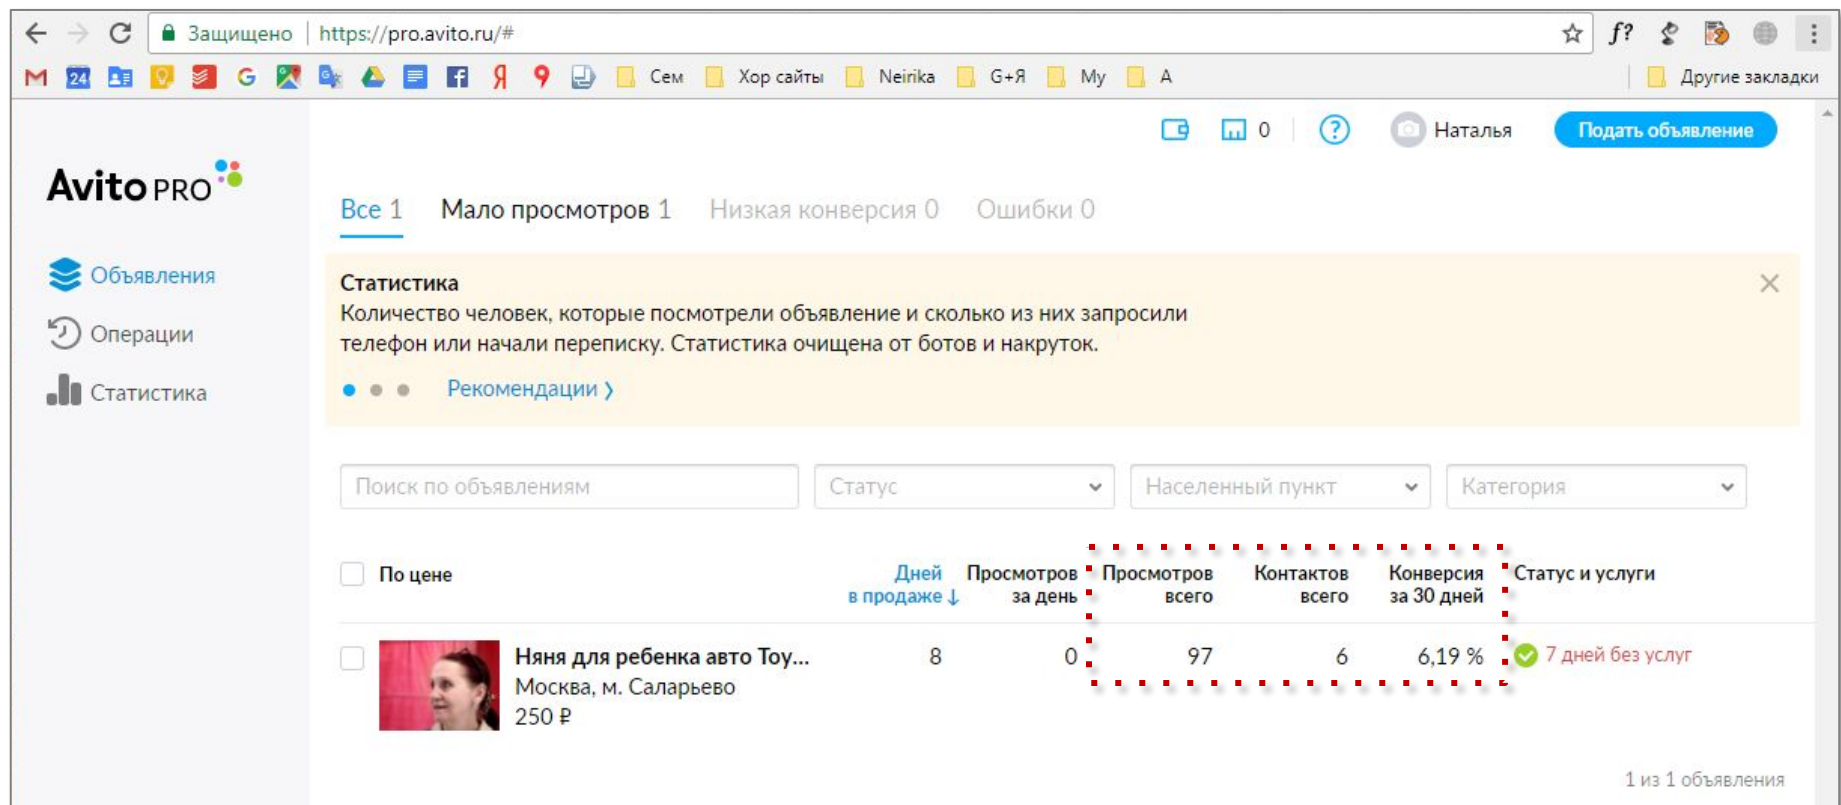 Защищено | https://pro.avito.ru/# f?
24 G Я 9 Сем Хор сайты Neirika G+Я My А Другие закладки
0 ? Наталья Подать объявление
Avito PRO
Все 1 Мало просмотров 1 Низкая конверсия 0 Ошибки 0
Объявления
Операции
Статистика
Статистика
Количество человек, которые посмотрели объявление и сколько из них запросили
телефон или начали переписку. Статистика очищена от ботов и накруток.
Рекомендации
Поиск по объявлениям Статус Населенный пункт Категория
По цене
Дней
в продаже ↓
Просмотров
за день
Просмотров
всего
Контактов
всего
Конверсия
за 30 дней
Статус и услуги
Няня для ребенка авто Toy... 8 0 97 6 6,19 % 7 дней без услуг
Москва, м. Саларьево
250 ₽
1 из 1 объявления